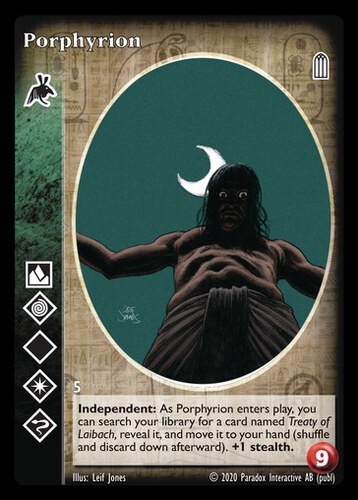 Porphyrion
5
Independent: As Porphyrion enters play, you
can search your library for a card named Treaty of
Laibach, reveal it, and move it to your hand (shuffle
and discard down afterward). +1 stealth.
9
Illus: Leif Jones
© 2020 Paradox Interactive AB (publ)